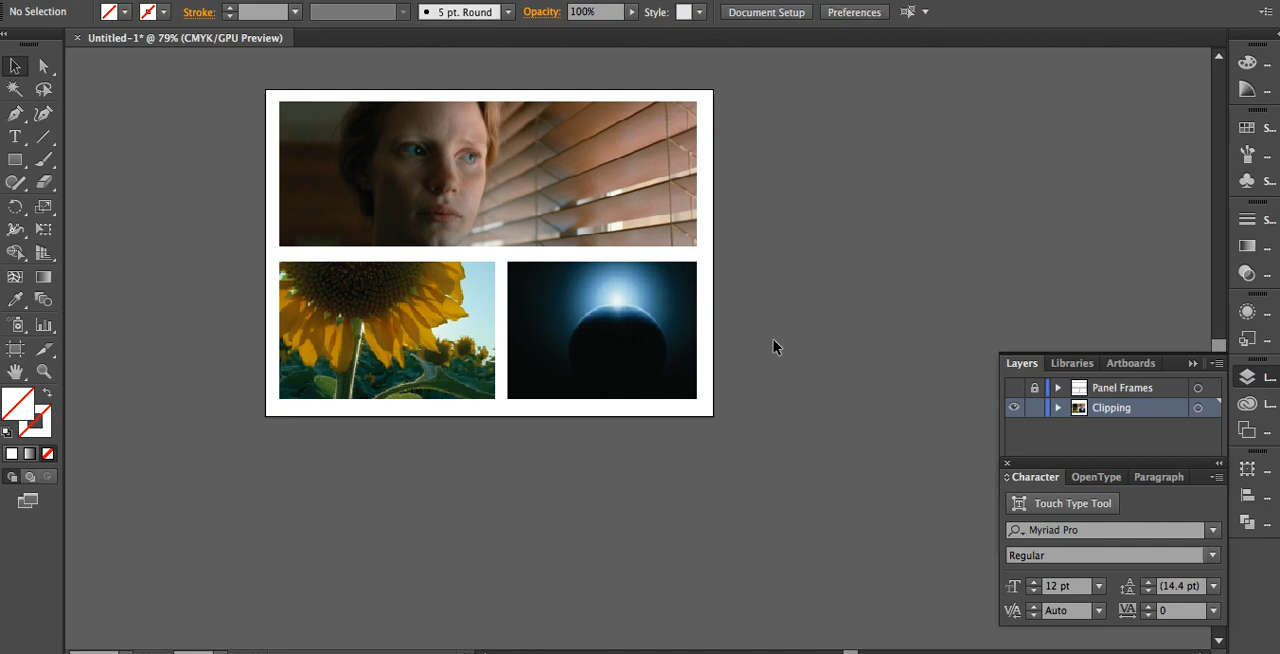 No Selection
Stroke:
5 pt. Round
Opacity:
100%
Style:
Document Setup
Preferences
Untitled-1* @ 79% (CMYK/GPU Preview)
Layers
Libraries
Artboards
Panel Frames
Clipping
Character
OpenType
Paragraph
Touch Type Tool
Myriad Pro
Regular
12 pt
(14.4 pt)
Auto
0
S...
S...
S...
L...
L...